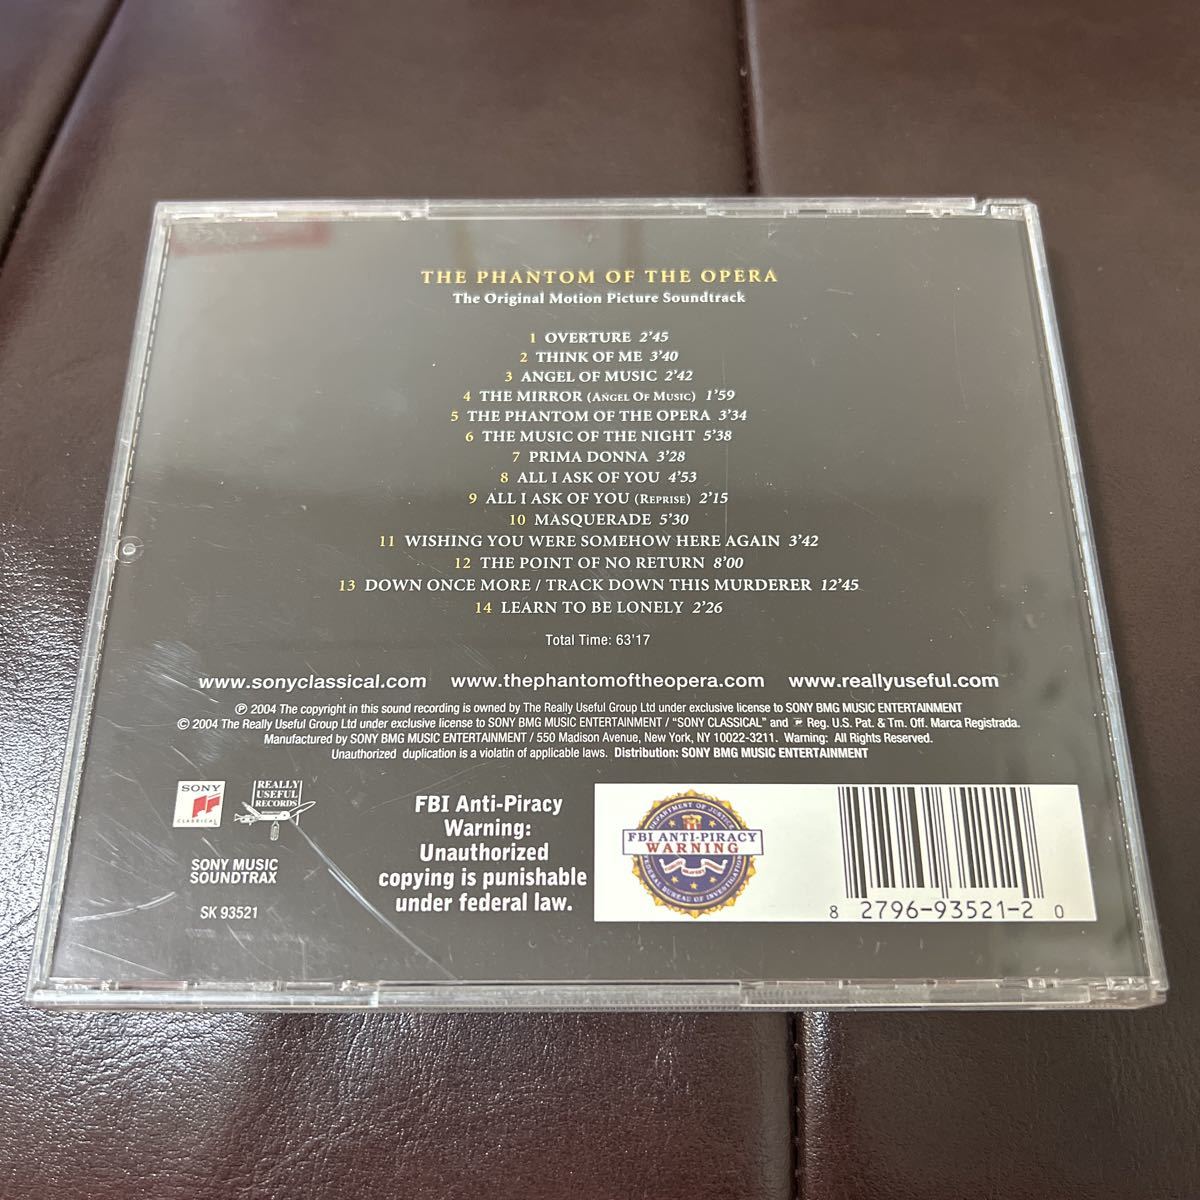 THE PHANTOM OF THE OPERA
The Original Motion Picture Soundtrack
1 OVERTURE 2'45
2 THINK OF ME 3'40
3 ANGEL OF MUSIC 2'42
4 THE MIRROR (ANGEL OF MUSIC) 1'59
5 THE PHANTOM OF THE OPERA 3'34
6 THE MUSIC OF THE NIGHT 5'38
7 PRIMA DONNA 3'28
8 ALL I ASK OF YOU 4'53
9 ALL I ASK OF YOU (REPRISE) 2'15
10 MASQUERADE 5'30
11 WISHING YOU WERE SOMEHOW HERE AGAIN 3'42
12 THE POINT OF NO RETURN 8'00
13 DOWN ONCE MORE / TRACK DOWN THIS MURDERER 12'45
14 LEARN TO BE LONELY 2'26
Total Time: 63'17
www.sonyclassical.com www.thephantomoftheopera.com www.reallyuseful.com
℗ 2004 The copyright in this sound recording is owned by The Really Useful Group Ltd under exclusive license to SONY BMG MUSIC ENTERTAINMENT
© 2004 The Really Useful Group Ltd under exclusive license to SONY BMG MUSIC ENTERTAINMENT / "SONY CLASSICAL" and Reg. U.S. Pat. & Tm. Off. Marca Registrada.
Manufactured by SONY BMG MUSIC ENTERTAINMENT / 550 Madison Avenue, New York, NY 10022-3211. Warning: All Rights Reserved.
Unauthorized duplication is a violatin of applicable laws. Distribution: SONY BMG MUSIC ENTERTAINMENT
SONY
CLASSICAL
REALLY
USEFUL
RECORDS
SONY MUSIC
SOUNDTRAX
SK 93521
FBI Anti-Piracy
Warning:
Unauthorized
copying is punishable
under federal law.
DEPARTMENT OF JUSTICE
FBI ANTI-PIRACY
WARNING
FEDERAL BUREAU OF INVESTIGATION
8 2796-93521-2 0